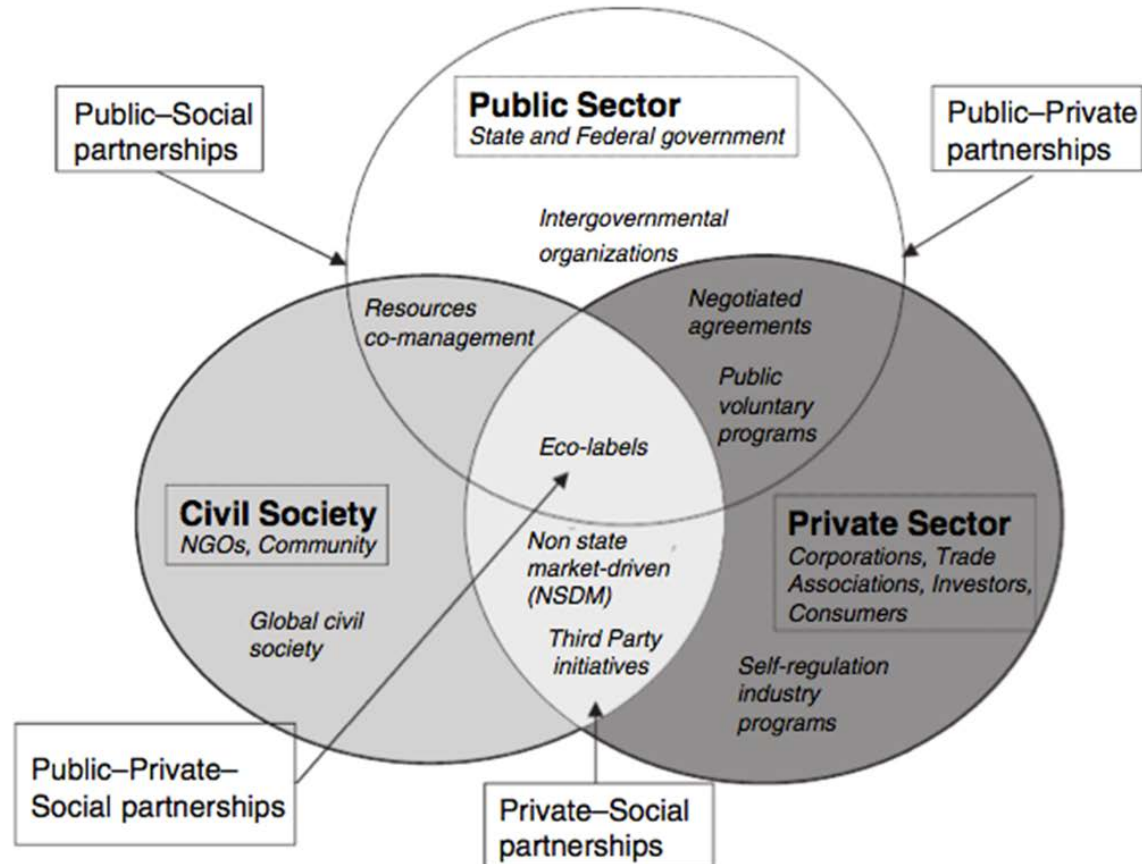 Public–Social
partnerships
Public Sector
State and Federal government
Public–Private
partnerships
Intergovernmental
organizations
Resources
co-management
Negotiated
agreements
Public
voluntary
programs
Eco-labels
Civil Society
NGOs, Community
Non state
market-driven
(NSDM)
Private Sector
Corporations, Trade
Associations, Investors,
Consumers
Global civil
society
Third Party
initiatives
Self-regulation
industry
programs
Public–Private–
Social partnerships
Private–Social
partnerships